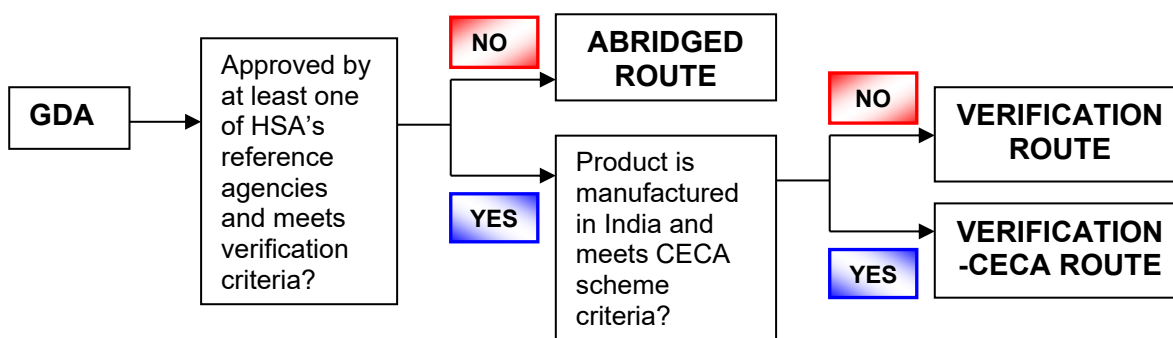 GDA
Approved by
at least one
of HSA’s
reference
agencies
and meets
verification
criteria?
NO
ABRIDGED
ROUTE
YES
Product is
manufactured
in India and
meets CECA
scheme
criteria?
NO
VERIFICATION
ROUTE
YES
VERIFICATION
-CECA ROUTE